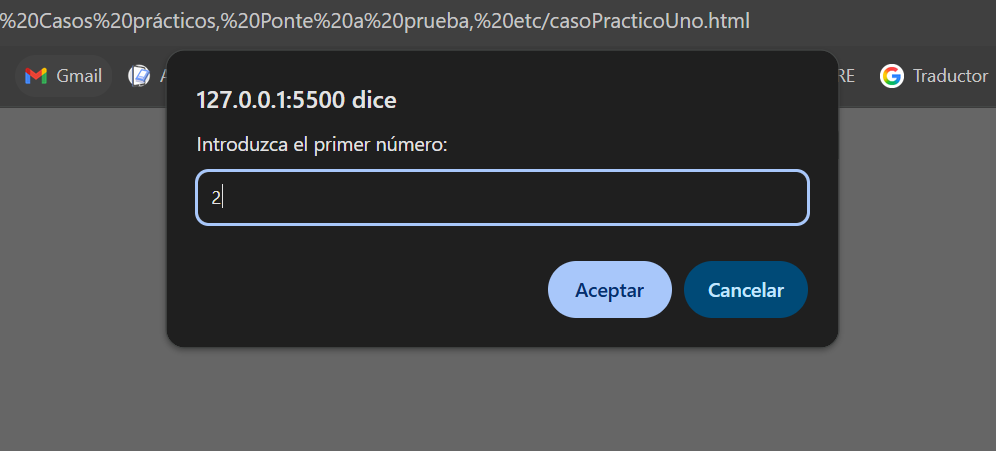 %20Casos%20prácticos,%20Ponte%20a%20prueba,%20etc/casoPracticoUno.html
Gmail
RE
Traductor
127.0.0.1:5500 dice
Introduzca el primer número:
2
Aceptar
Cancelar